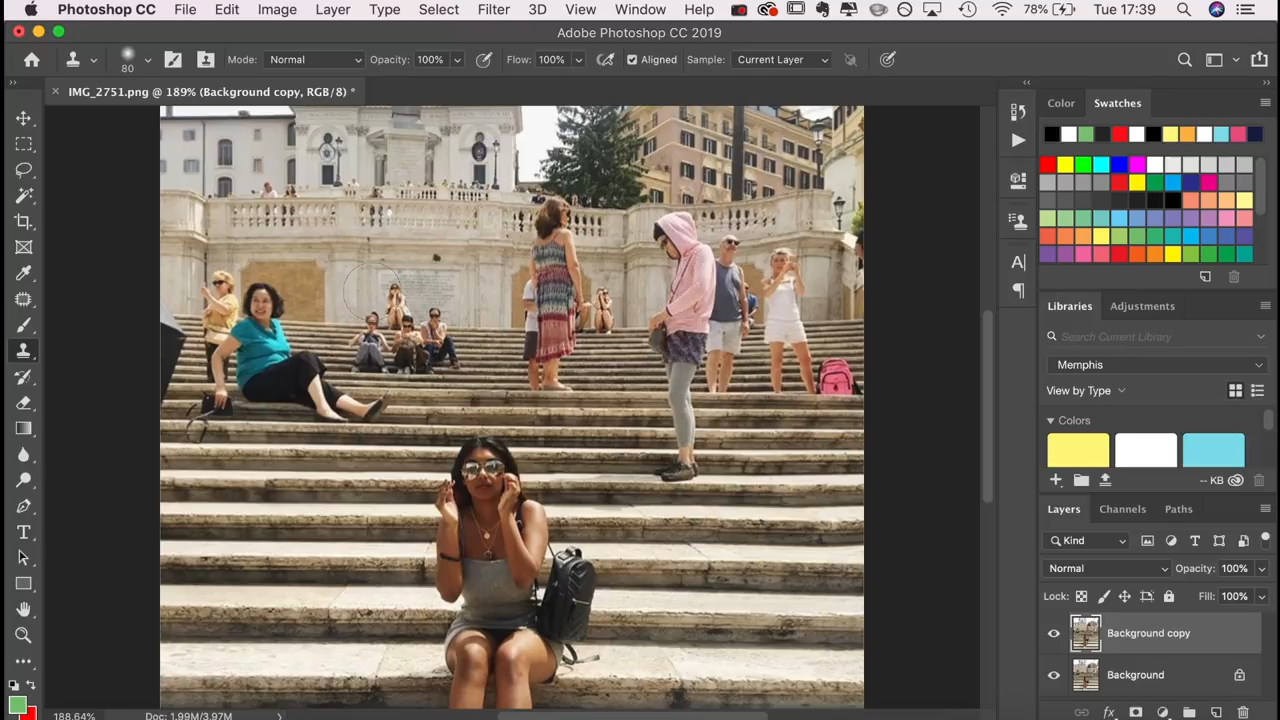 Photoshop CC File Edit Image Layer Type Select Filter 3D View Window Help 78% Tue 17:39
Adobe Photoshop CC 2019
80 Mode: Normal Opacity: 100% Flow: 100% Aligned Sample: Current Layer
IMG_2751.png @ 189% (Background copy, RGB/8) *
Color Swatches
Libraries Adjustments
Search Current Library
Memphis
View by Type
Colors
-- KB
Layers Channels Paths
Kind
Normal Opacity: 100%
Lock: Fill: 100%
Background copy
Background
188.64% Doc: 1.99M/3.97M